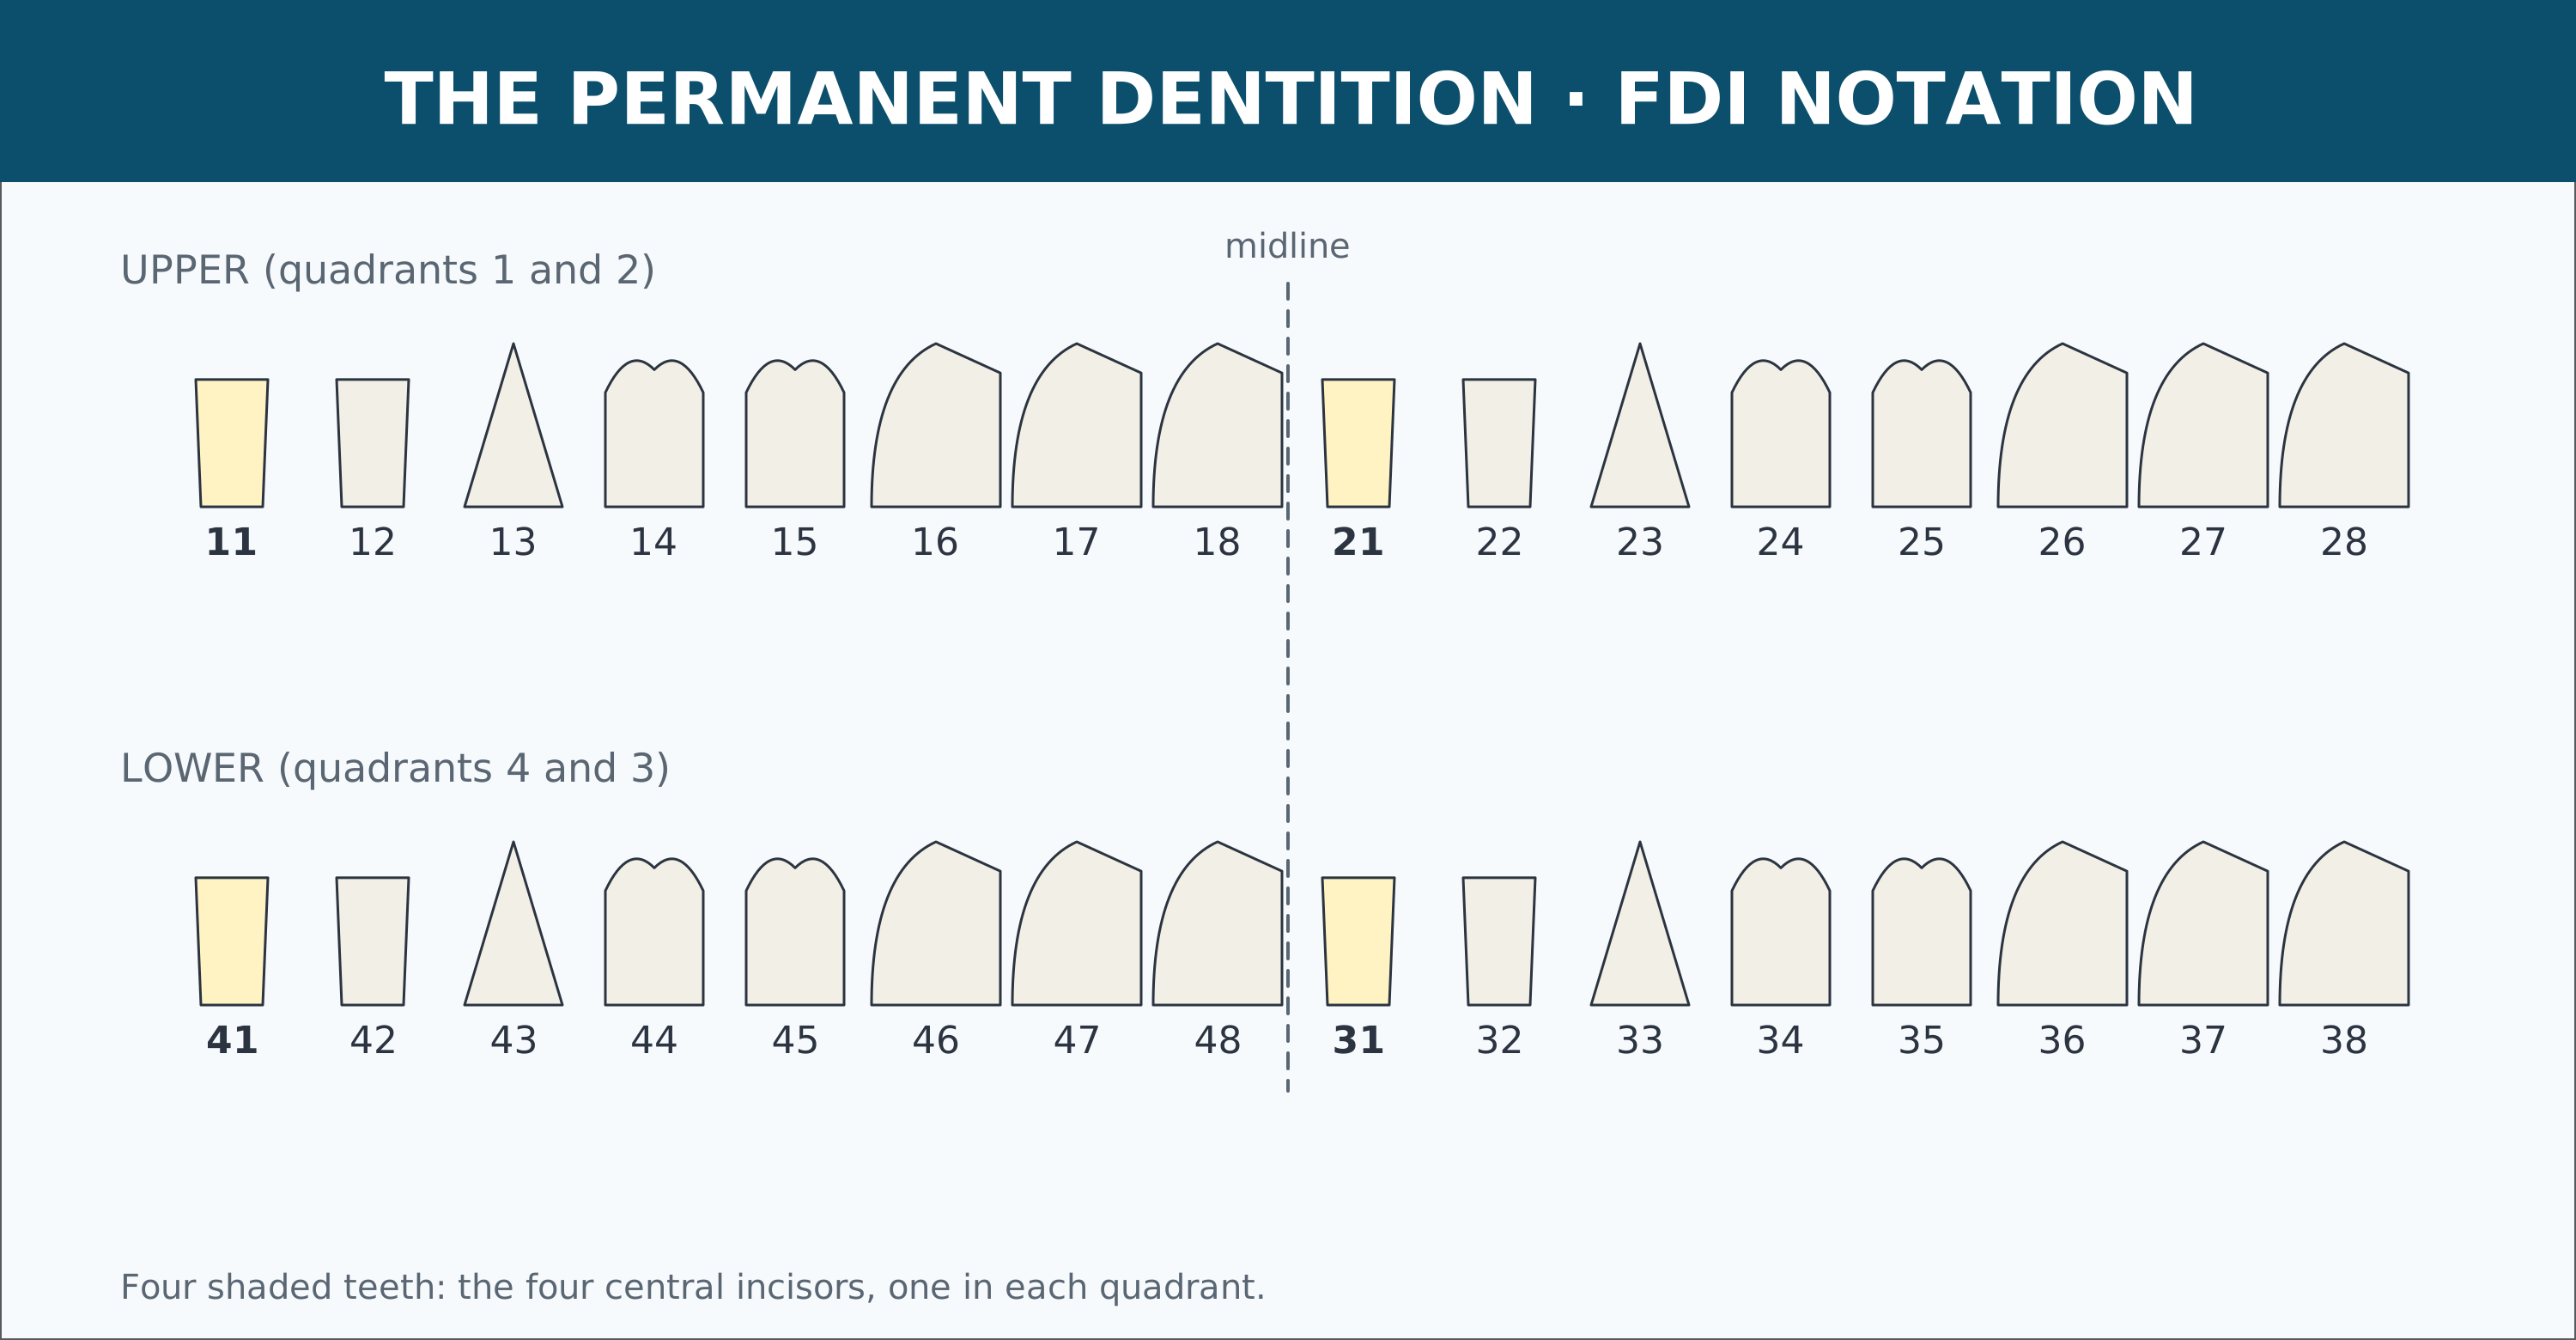 THE PERMANENT DENTITION · FDI NOTATION
midline
UPPER (quadrants 1 and 2)
11 12 13 14 15 16 17 18 21 22 23 24 25 26 27 28
LOWER (quadrants 4 and 3)
41 42 43 44 45 46 47 48 31 32 33 34 35 36 37 38
Four shaded teeth: the four central incisors, one in each quadrant.